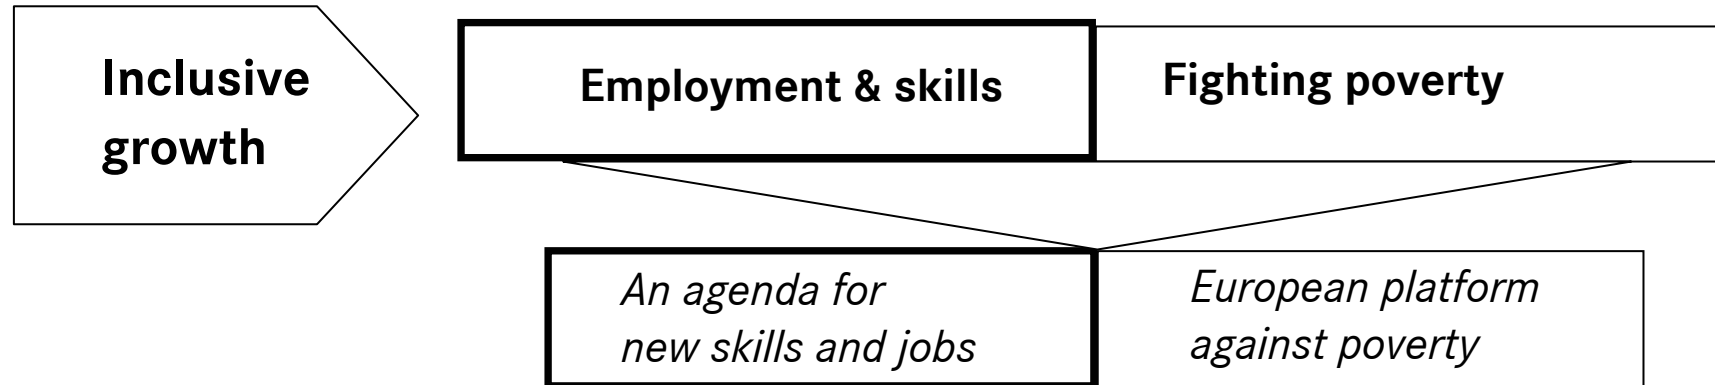 Inclusive
growth
Employment & skills
Fighting poverty
An agenda for
new skills and jobs
European platform
against poverty